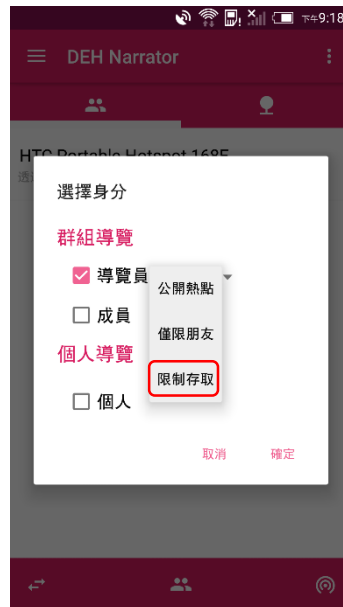 下午9:18
DEH Narrator
HTC Portable Hotspot 168F
透
選擇身分
群組導覽
導覽員
公開熱點
成員
僅限朋友
個人導覽
限制存取
個人
取消 確定